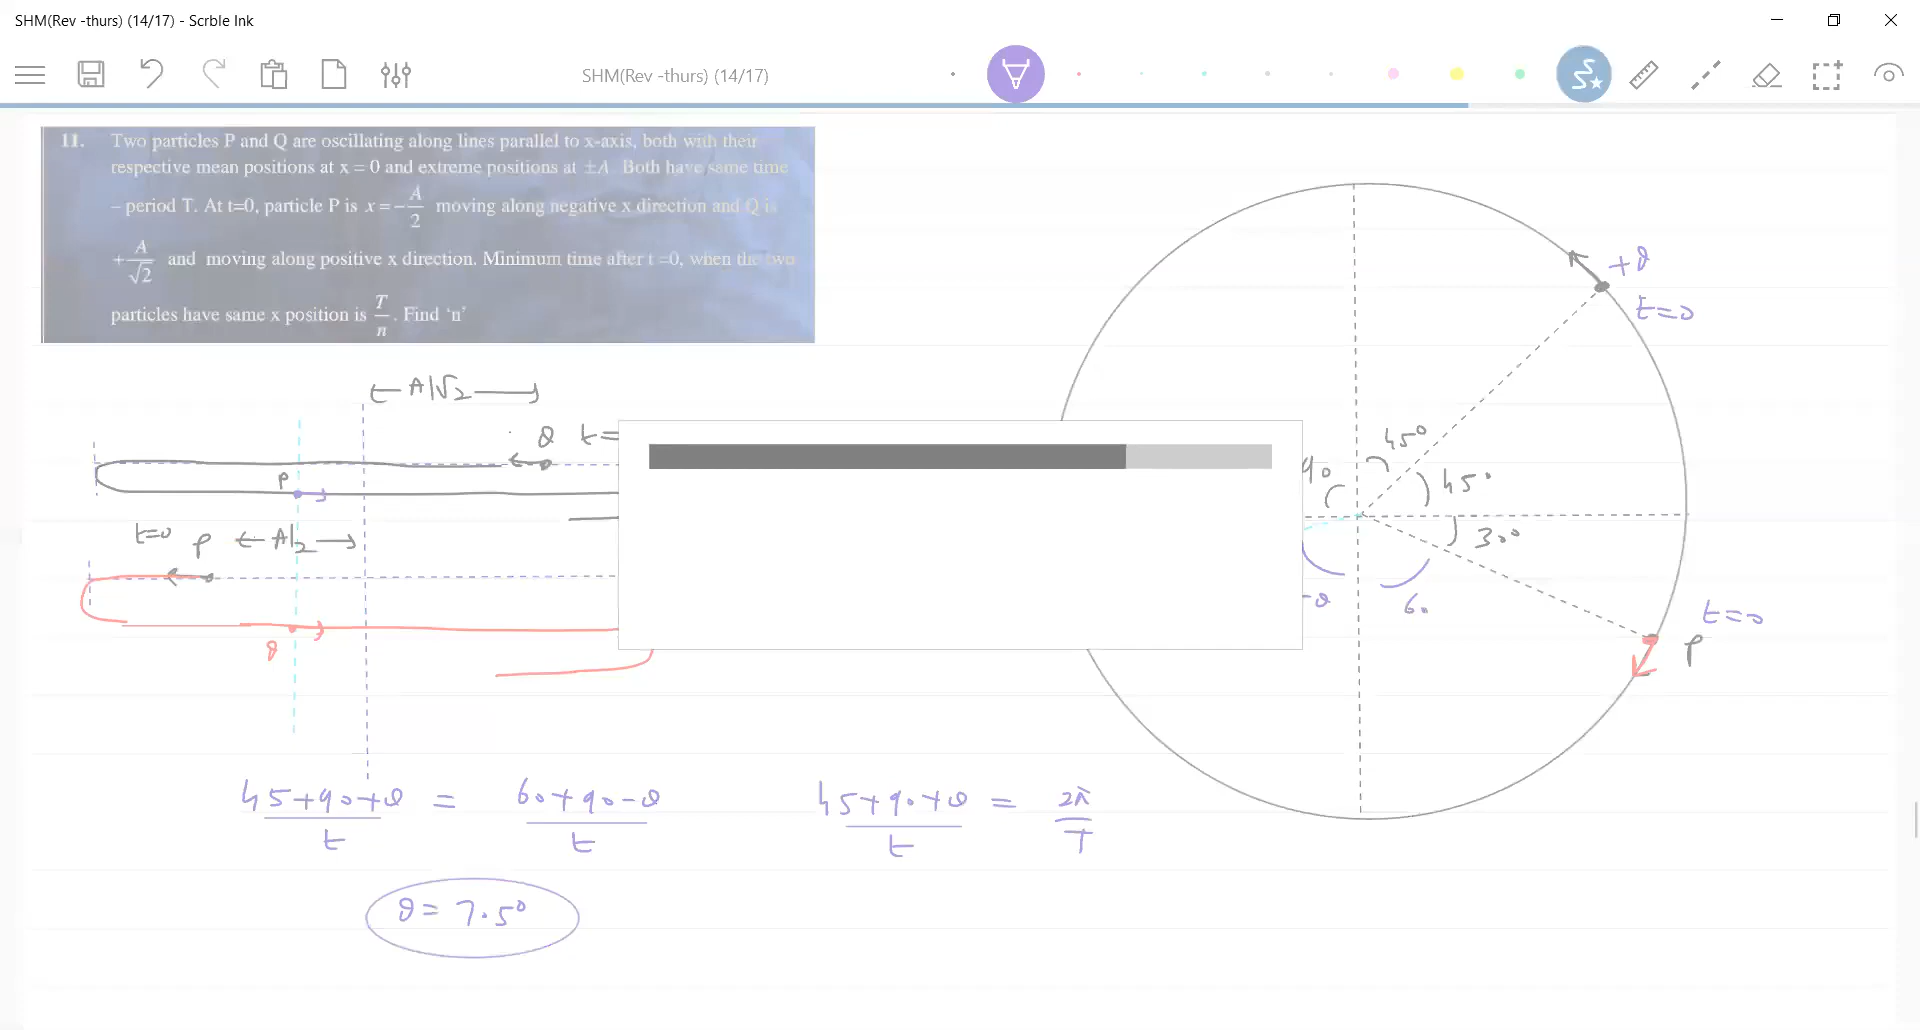 SHM(Rev -thurs) (14/17) - Scrble Ink
SHM(Rev -thurs) (14/17)
11. Two particles P and Q are oscillating along lines parallel to x-axis, both with their
respective mean positions at x = 0 and extreme positions at ±A. Both have same time
– period T. At t=0, particle P is x = -A/2 moving along negative x direction and Q is
+A/√2 and moving along positive x direction. Minimum time after t =0, when the two
particles have same x position is T/n. Find 'n'
A/√2
Q t=
P
t=0 P A/2
Q
+θ
t=0
45°
90
45°
30°
-θ
60
t=0
P
45+90+θ/t = 60+90-θ/t
45+90+θ/t = 2π/T
θ = 7.5°